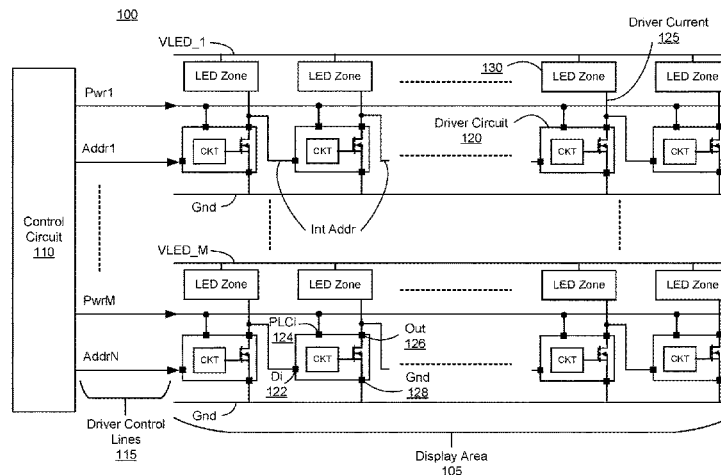 100
VLED_1
Driver Current
125
LED Zone
LED Zone
130
LED Zone
LED Zone
Pwr1
Driver Circuit
120
Addr1
CKT
CKT
CKT
CKT
Gnd
Int Addr
Control
Circuit
110
VLED_M
LED Zone
LED Zone
LED Zone
LED Zone
PwrM
PLCi
124
Out
126
CKT
CKT
CKT
CKT
AddrN
Di
122
Gnd
128
Gnd
Driver Control
Lines
115
Display Area
105